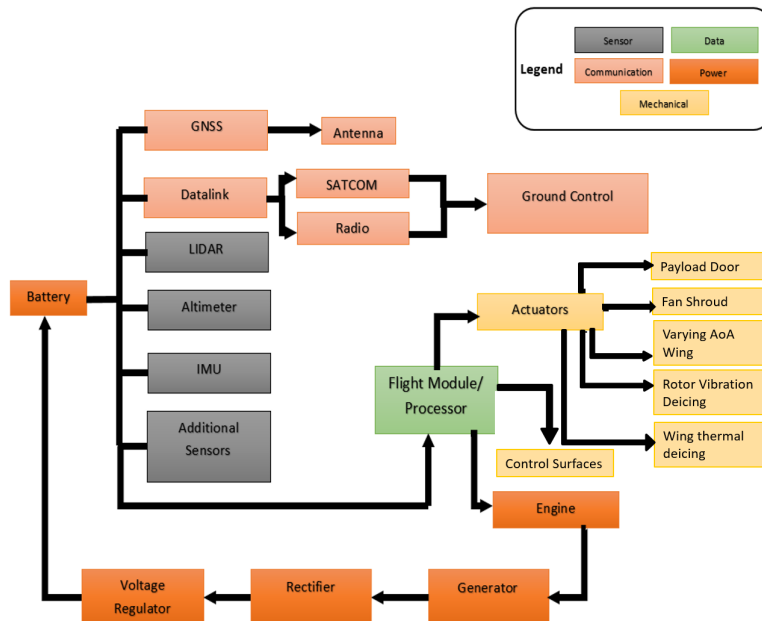 Legend
Sensor
Data
Communication
Power
Mechanical
GNSS
Antenna
Datalink
SATCOM
Radio
Ground Control
LIDAR
Battery
Altimeter
IMU
Additional
Sensors
Actuators
Payload Door
Fan Shroud
Varying AoA
Wing
Rotor Vibration
Deicing
Wing thermal
deicing
Flight Module/
Processor
Control Surfaces
Engine
Voltage
Regulator
Rectifier
Generator